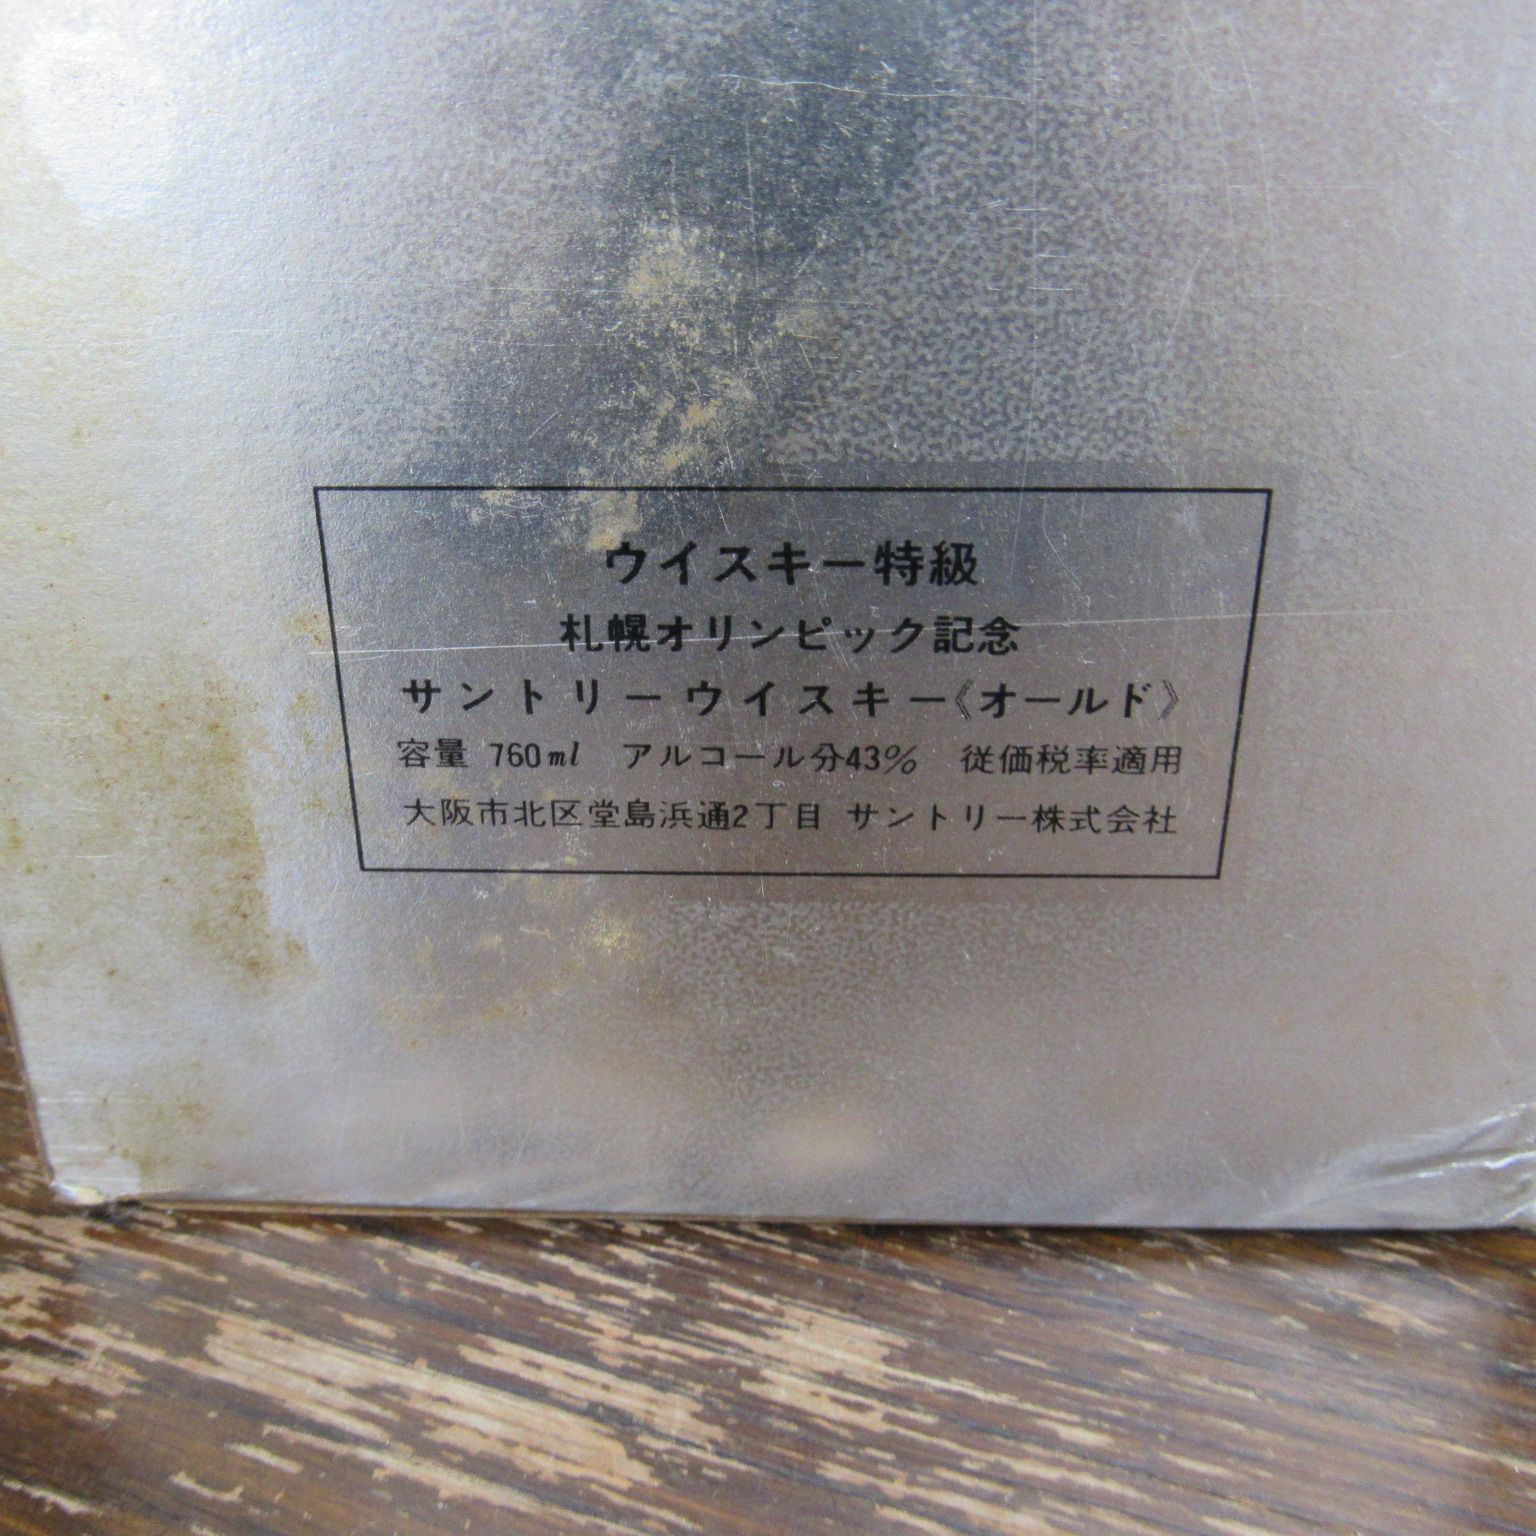 ウイスキー特級
札幌オリンピック記念
サントリーウイスキー《オールド》
容量 760ml アルコール分43% 従価税率適用
大阪市北区堂島浜通2丁目 サントリー株式会社